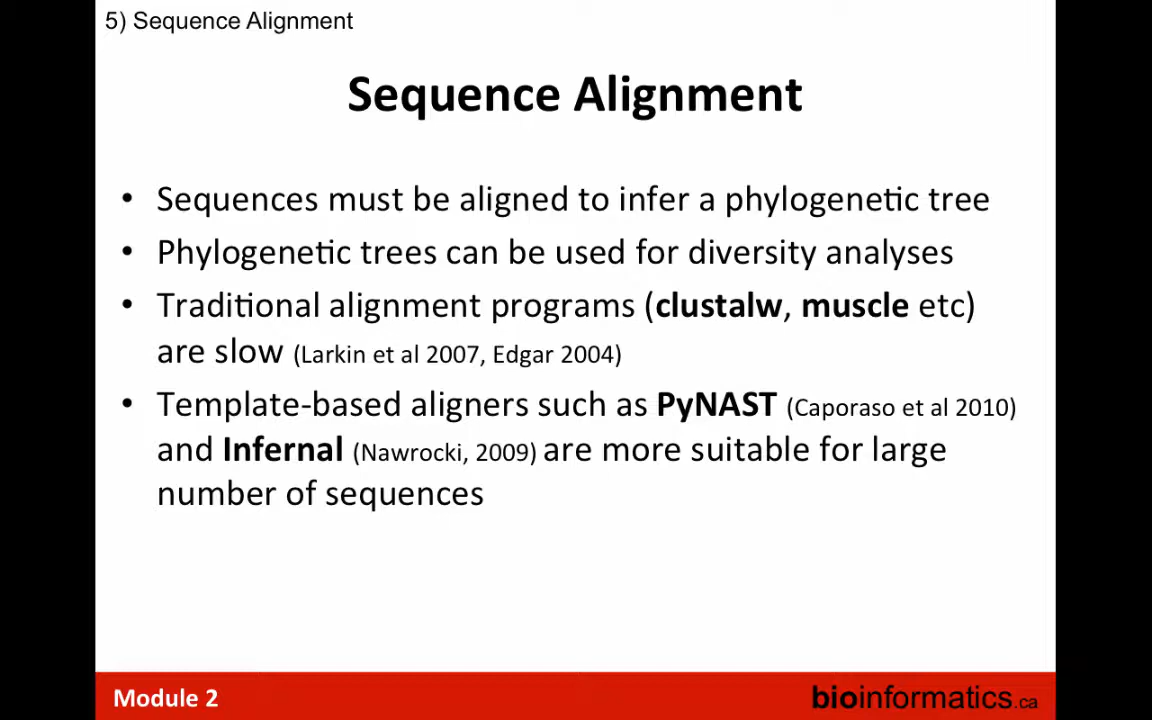 5) Sequence Alignment
Sequence Alignment
• Sequences must be aligned to infer a phylogenetic tree
• Phylogenetic trees can be used for diversity analyses
• Traditional alignment programs (clustalw, muscle etc)
are slow (Larkin et al 2007, Edgar 2004)
• Template-based aligners such as PyNAST (Caporaso et al 2010)
and Infernal (Nawrocki, 2009) are more suitable for large
number of sequences
Module 2
bioinformatics.ca